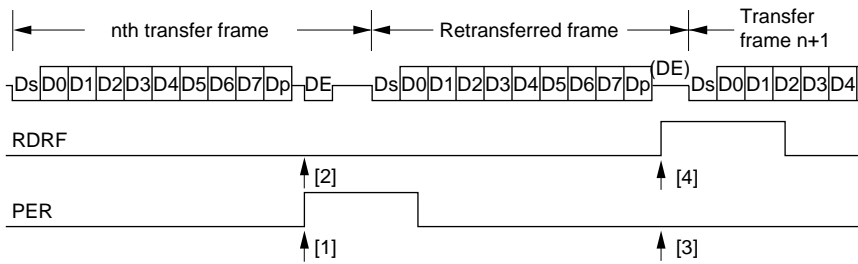 nth transfer frame
Retransferred frame
Transfer
frame n+1
Ds D0 D1 D2 D3 D4 D5 D6 D7 Dp DE Ds D0 D1 D2 D3 D4 D5 D6 D7 Dp (DE) Ds D0 D1 D2 D3 D4
RDRF
[2] [4]
PER
[1] [3]